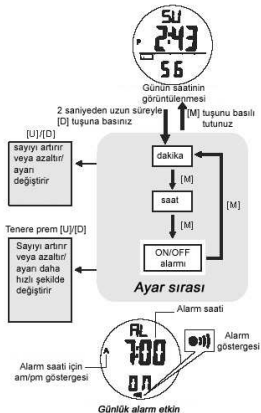 SU
P 2:43
56
Günün saatinin
görüntülenmesi
2 saniyeden uzun süreyle
[D] tuşuna basınız
[M] tuşunu basılı
tutunuz
[U]/[D]
sayıyı artırır
veya azaltır/
ayarı
değiştirir
dakika
[M]
saat
[M]
[M]
ON/OFF
alarmı
Ayar sırası
Tenere prem [U]/[D]
Sayıyı artırır
veya azaltır/
ayarı daha
hızlı şekilde
değiştirir
Alarm saati
AL
A 7:00
ON
Alarm
göstergesi
Alarm saati için
am/pm göstergesi
Günlük alarm etkin